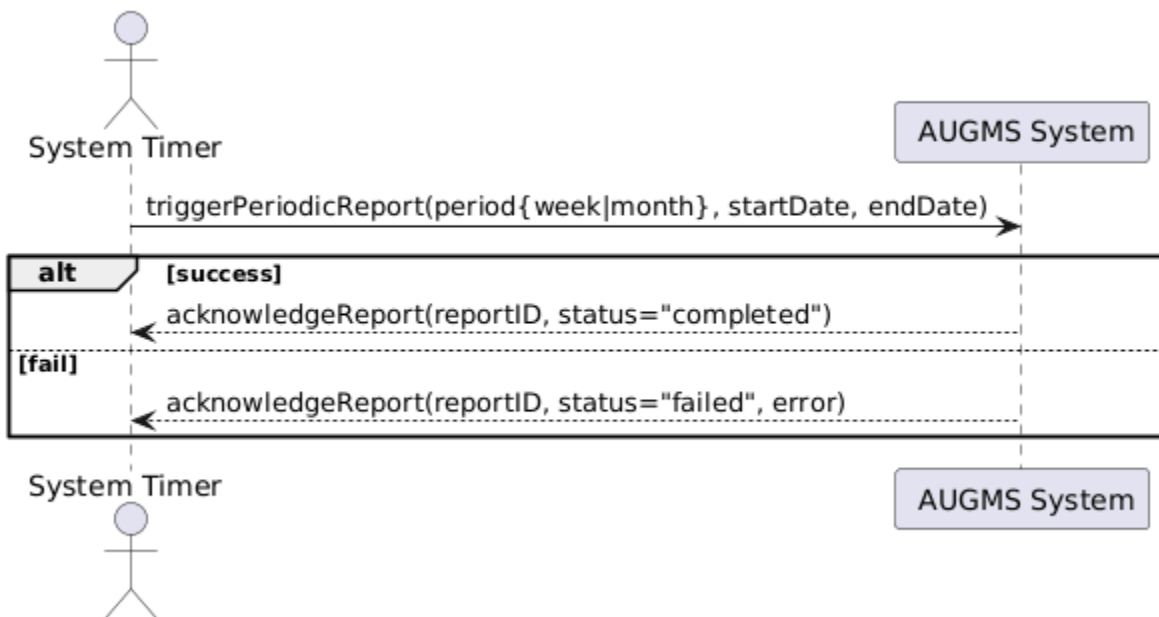 System Timer
AUGMS System
triggerPeriodicReport(period{week|month}, startDate, endDate)
alt
[success]
acknowledgeReport(reportID, status="completed")
[fail]
acknowledgeReport(reportID, status="failed", error)
System Timer
AUGMS System